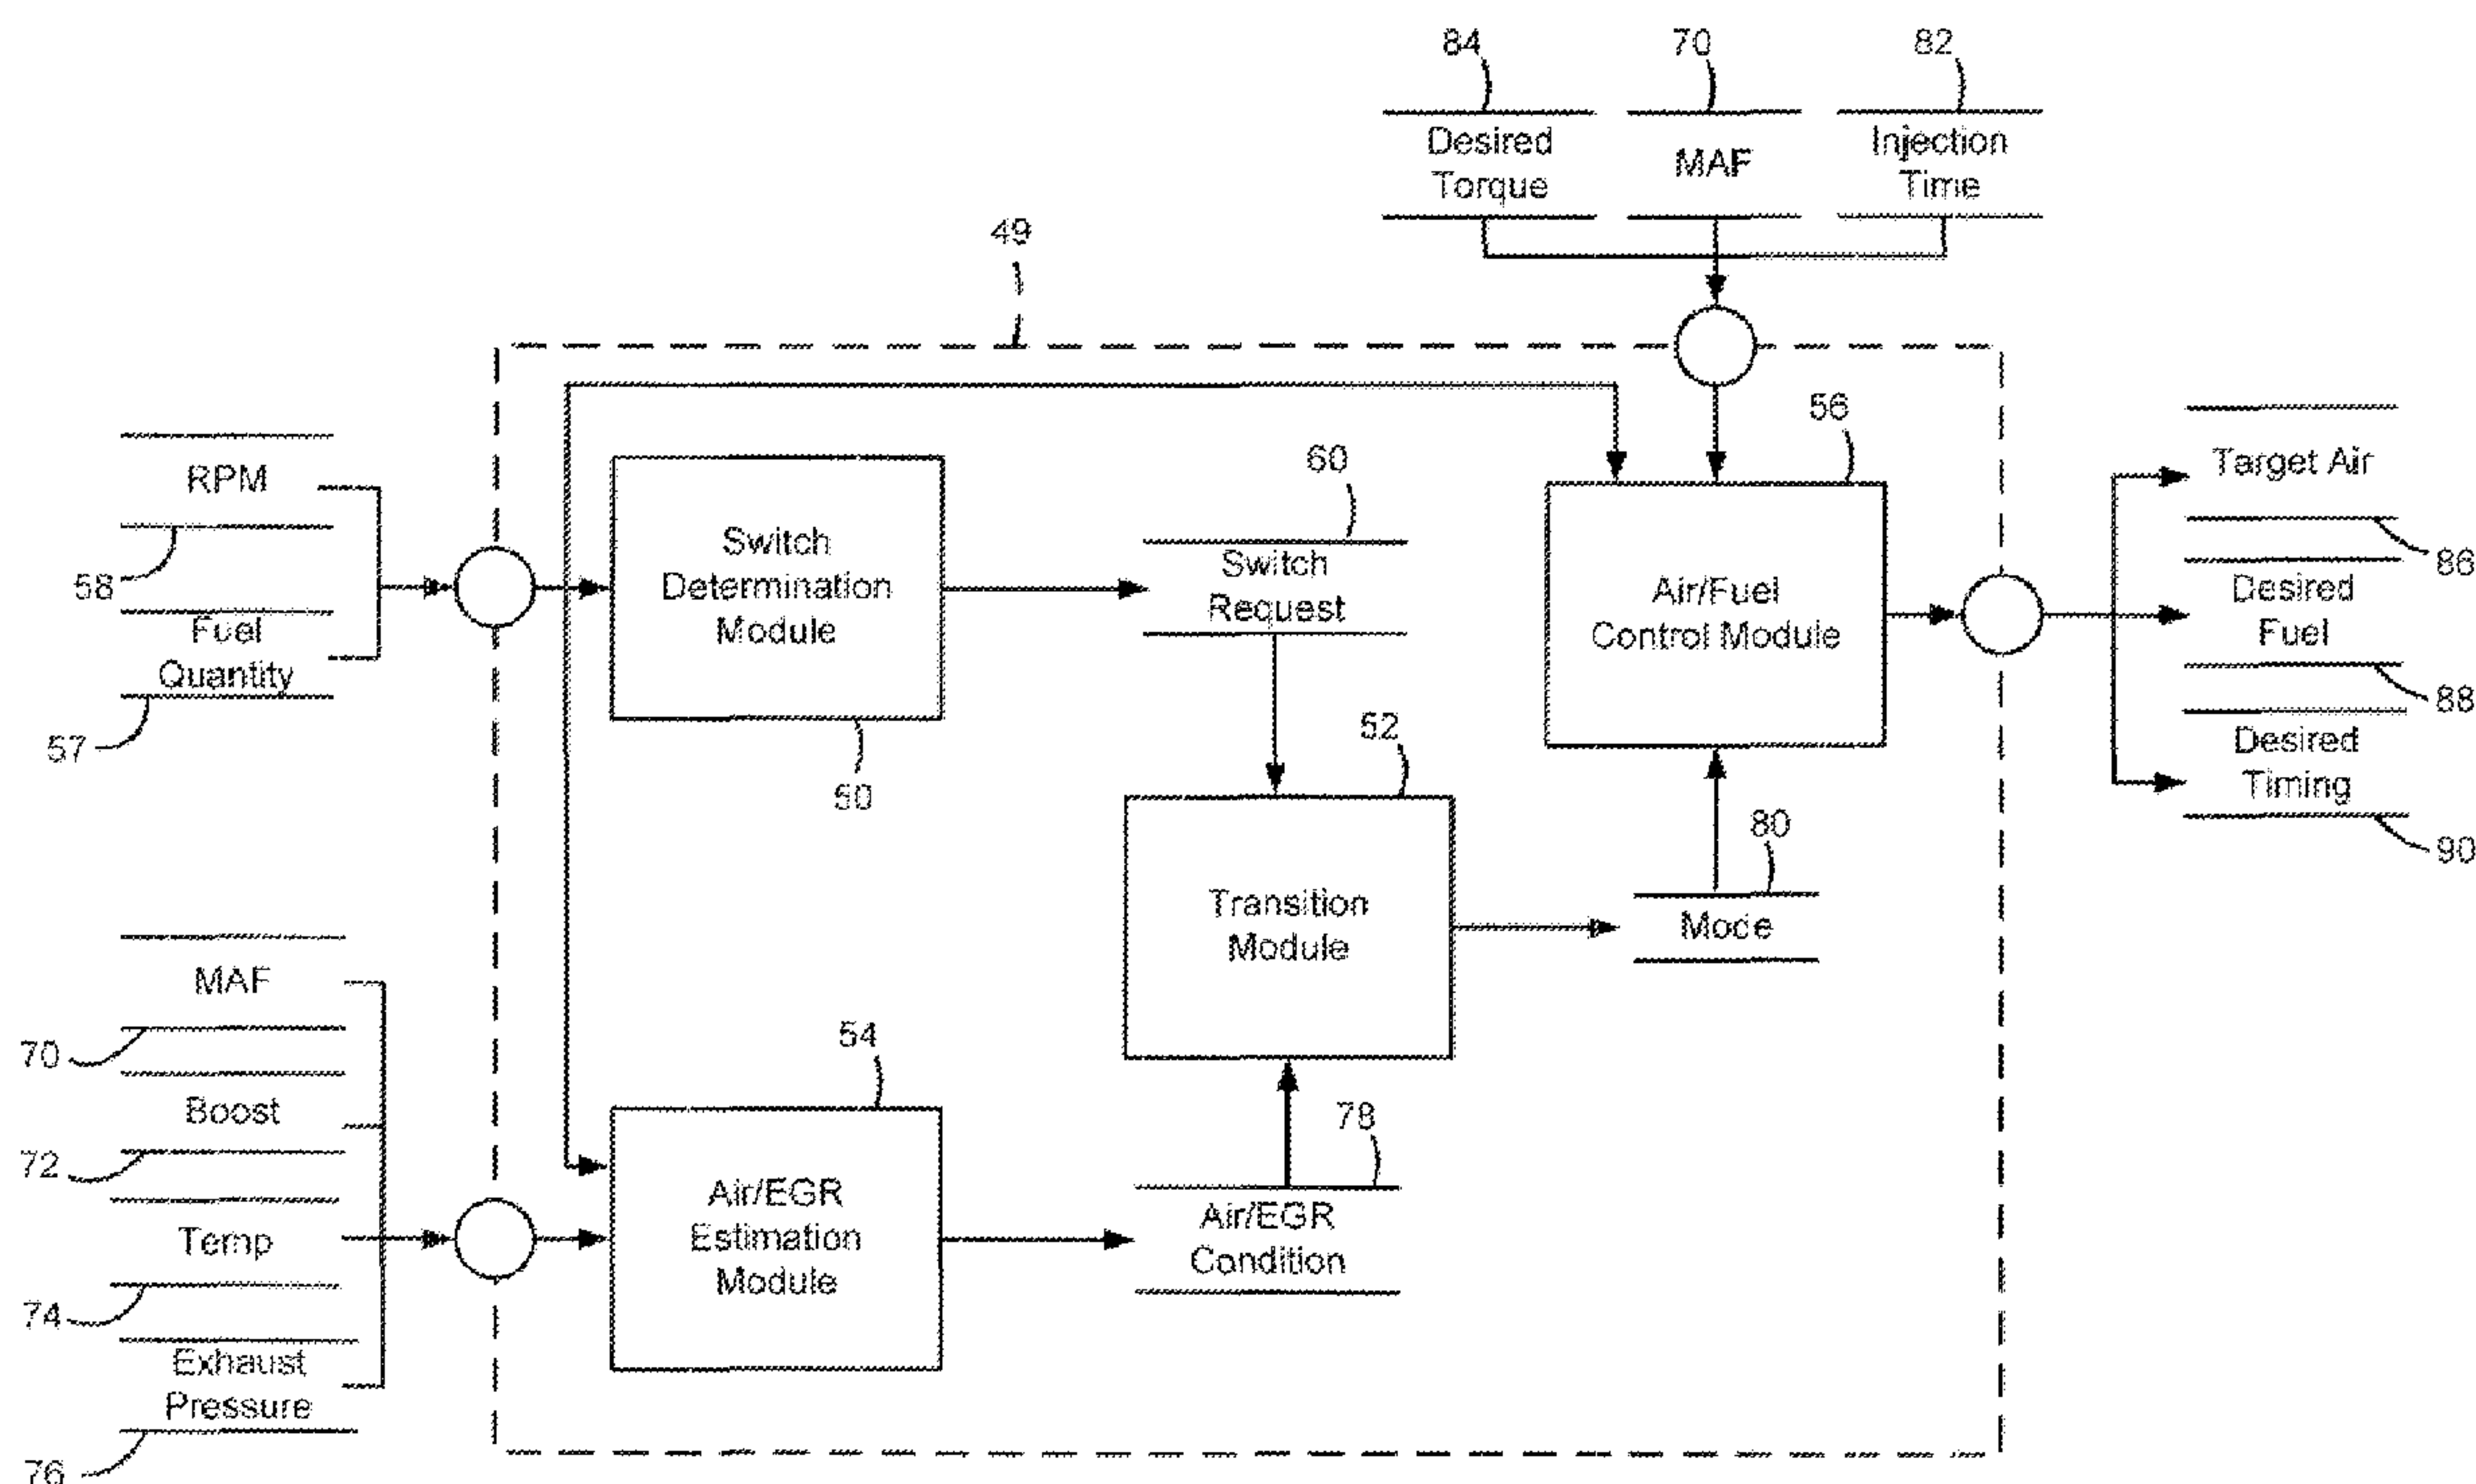 84
70
82
Desired
Torque
MAF
Injection
Time
49
56
RPM
58
Fuel
Quantity
57
Switch
Determination
Module
50
60
Switch
Request
Air/Fuel
Control Module
Target Air
86
Desired
Fuel
88
Desired
Timing
90
52
Transition
Module
80
Mode
MAF
70
Boost
72
Temp
74
Exhaust
Pressure
76
54
Air/EGR
Estimation
Module
78
Air/EGR
Condition